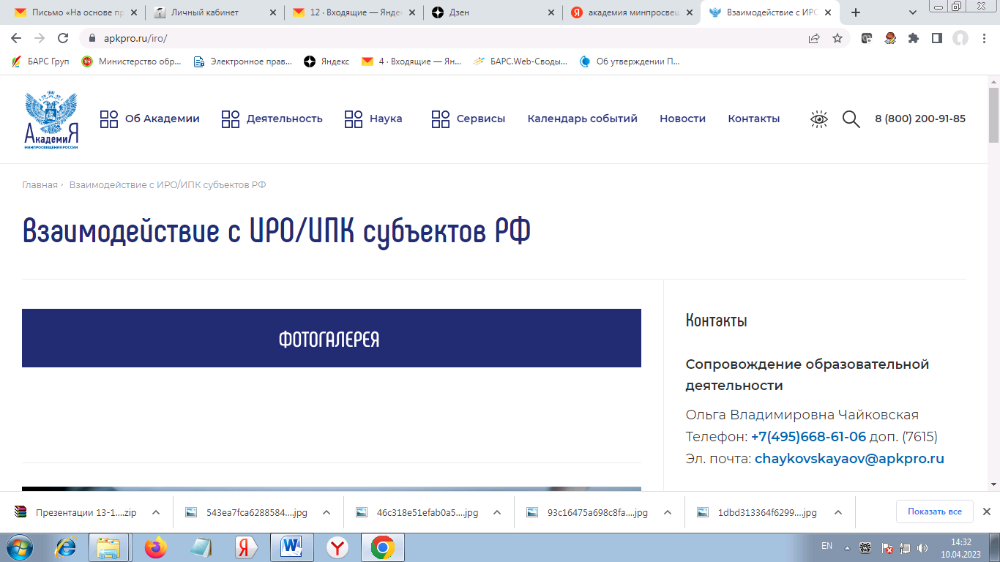 Письмо «На основе пр
Личный кабинет
12 · Входящие — Янде
Дзен
академия минпросвещ
Взаимодействие с ИРО
apkpro.ru/iro/
БАРС Груп
Министерство обр...
Электронное прав...
Яндекс
4 · Входящие — Ян...
БАРС.Web-Своды...
Об утверждении П...
АкадемиЯ
МИНПРОСВЕЩЕНИЯ РОССИИ
Об Академии
Деятельность
Наука
Сервисы
Календарь событий
Новости
Контакты
8 (800) 200-91-85
Главная › Взаимодействие с ИРО/ИПК субъектов РФ
Взаимодействие с ИРО/ИПК субъектов РФ
ФОТОГАЛЕРЕЯ
Контакты
Сопровождение образовательной
деятельности
Ольга Владимировна Чайковская
Телефон: +7(495)668-61-06 доп. (7615)
Эл. почта: chaykovskayaov@apkpro.ru
Презентации 13-1....zip
543ea7fca6288584....jpg
46c318e51efab0a5....jpg
93c16475a698c8fa....jpg
1dbd313364f6299....jpg
Показать все
EN
14:32
10.04.2023